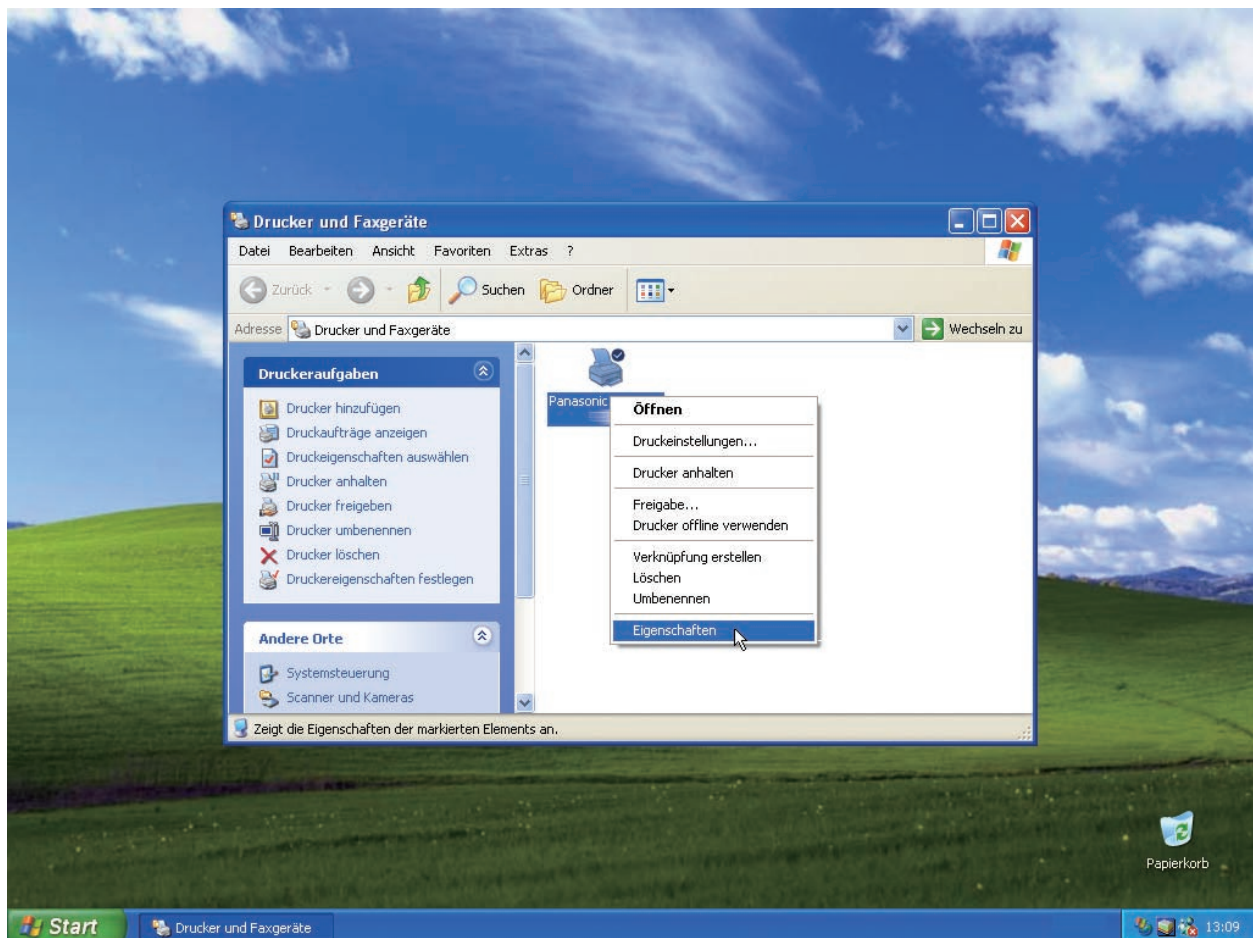 Drucker und Faxgeräte
Datei Bearbeiten Ansicht Favoriten Extras ?
Zurück Suchen Ordner
Adresse Drucker und Faxgeräte Wechseln zu
Druckeraufgaben
Drucker hinzufügen
Druckaufträge anzeigen
Druckeigenschaften auswählen
Drucker anhalten
Drucker freigeben
Drucker umbenennen
Drucker löschen
Druckereigenschaften festlegen
Andere Orte
Systemsteuerung
Scanner und Kameras
Panasonic
Öffnen
Druckeinstellungen...
Drucker anhalten
Freigabe...
Drucker offline verwenden
Verknüpfung erstellen
Löschen
Umbenennen
Eigenschaften
Zeigt die Eigenschaften der markierten Elements an.
Papierkorb
Start Drucker und Faxgeräte 13:09